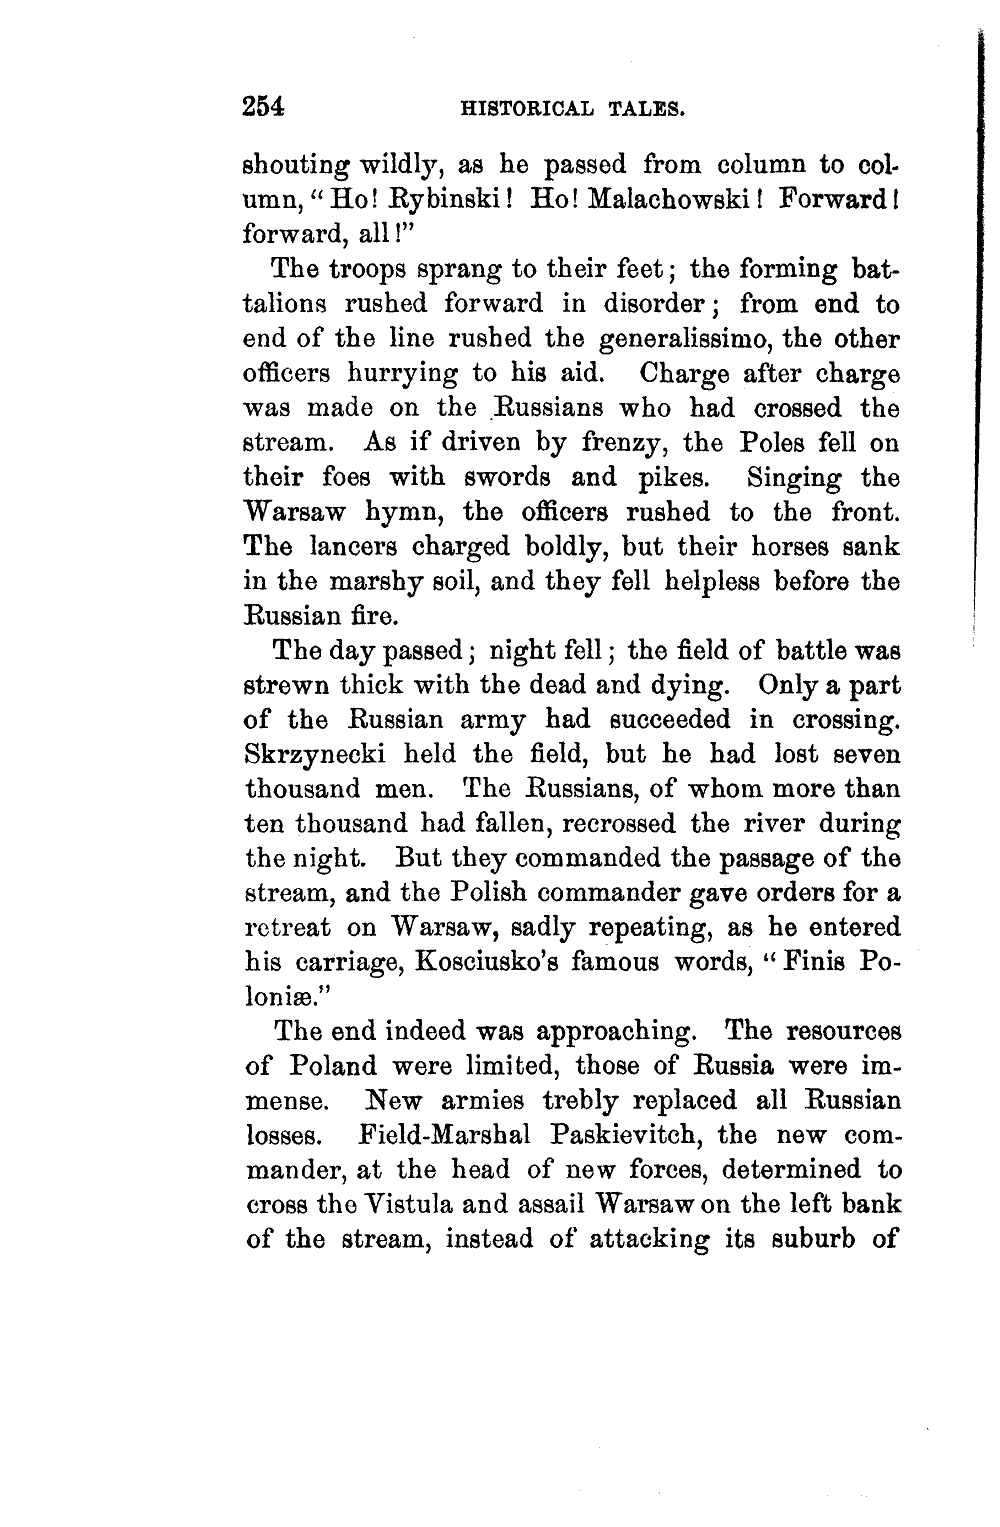 254 HISTORICAL TALES.
shouting wildly, as he passed from column to col-
umn, “Ho! Rybinski! Ho! Malachowski! Forward!
forward, all!”
The troops sprang to their feet; the forming bat-
talions rushed forward in disorder; from end to
end of the line rushed the generalissimo, the other
officers hurrying to his aid. Charge after charge
was made on the Russians who had crossed the
stream. As if driven by frenzy, the Poles fell on
their foes with swords and pikes. Singing the
Warsaw hymn, the officers rushed to the front.
The lancers charged boldly, but their horses sank
in the marshy soil, and they fell helpless before the
Russian fire.
The day passed; night fell; the field of battle was
strewn thick with the dead and dying. Only a part
of the Russian army had succeeded in crossing.
Skrzynecki held the field, but he had lost seven
thousand men. The Russians, of whom more than
ten thousand had fallen, recrossed the river during
the night. But they commanded the passage of the
stream, and the Polish commander gave orders for a
retreat on Warsaw, sadly repeating, as he entered
his carriage, Kosciusko’s famous words, “Finis Po-
loniæ.”
The end indeed was approaching. The resources
of Poland were limited, those of Russia were im-
mense. New armies trebly replaced all Russian
losses. Field-Marshal Paskievitch, the new com-
mander, at the head of new forces, determined to
cross the Vistula and assail Warsaw on the left bank
of the stream, instead of attacking its suburb of